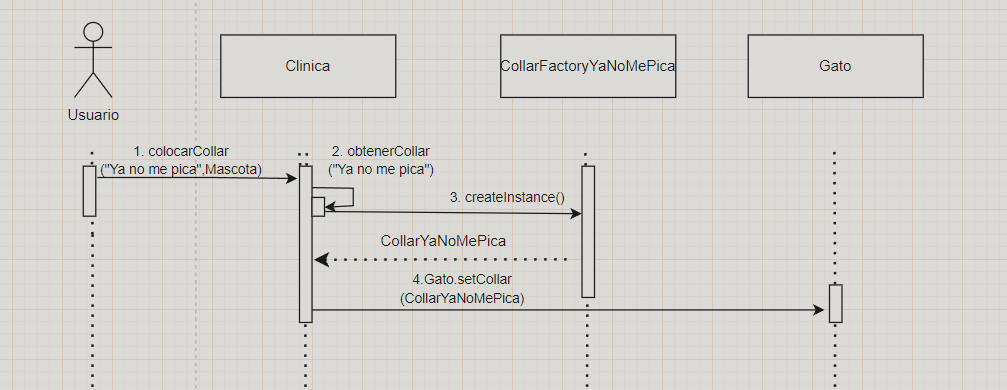 Usuario
Clinica
CollarFactoryYaNoMePica
Gato
1. colocarCollar
("Ya no me pica",Mascota)
2. obtenerCollar
("Ya no me pica")
3. createInstance()
CollarYaNoMePica
4.Gato.setCollar
(CollarYaNoMePica)